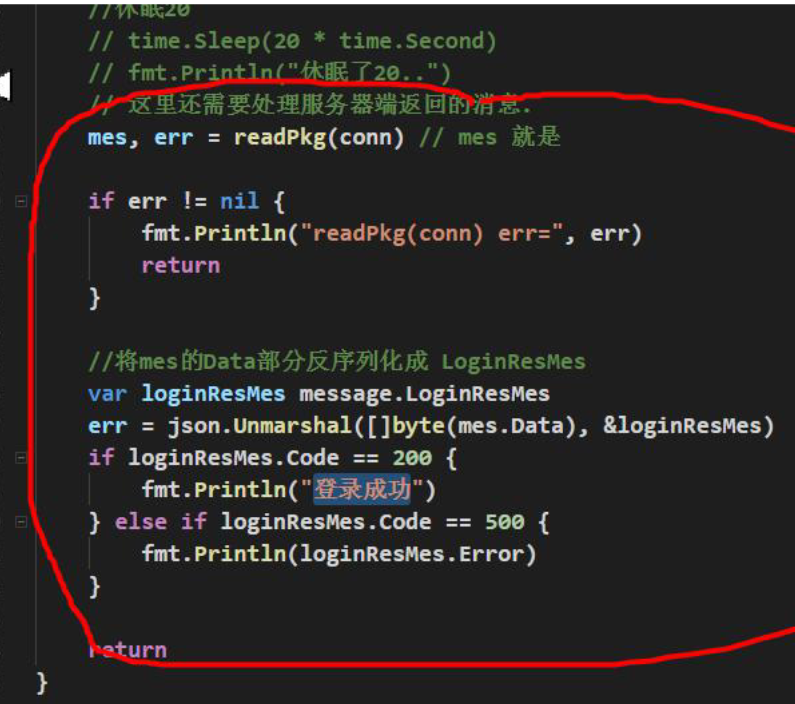 //休眠20
// time.Sleep(20 * time.Second)
// fmt.Println("休眠了20..")
// 这里还需要处理服务器端返回的消息.
mes, err = readPkg(conn) // mes 就是
if err != nil {
fmt.Println("readPkg(conn) err=", err)
return
}
//将mes的Data部分反序列化成 LoginResMes
var loginResMes message.LoginResMes
err = json.Unmarshal([]byte(mes.Data), &loginResMes)
if loginResMes.Code == 200 {
fmt.Println("登录成功")
} else if loginResMes.Code == 500 {
fmt.Println(loginResMes.Error)
}
return
}